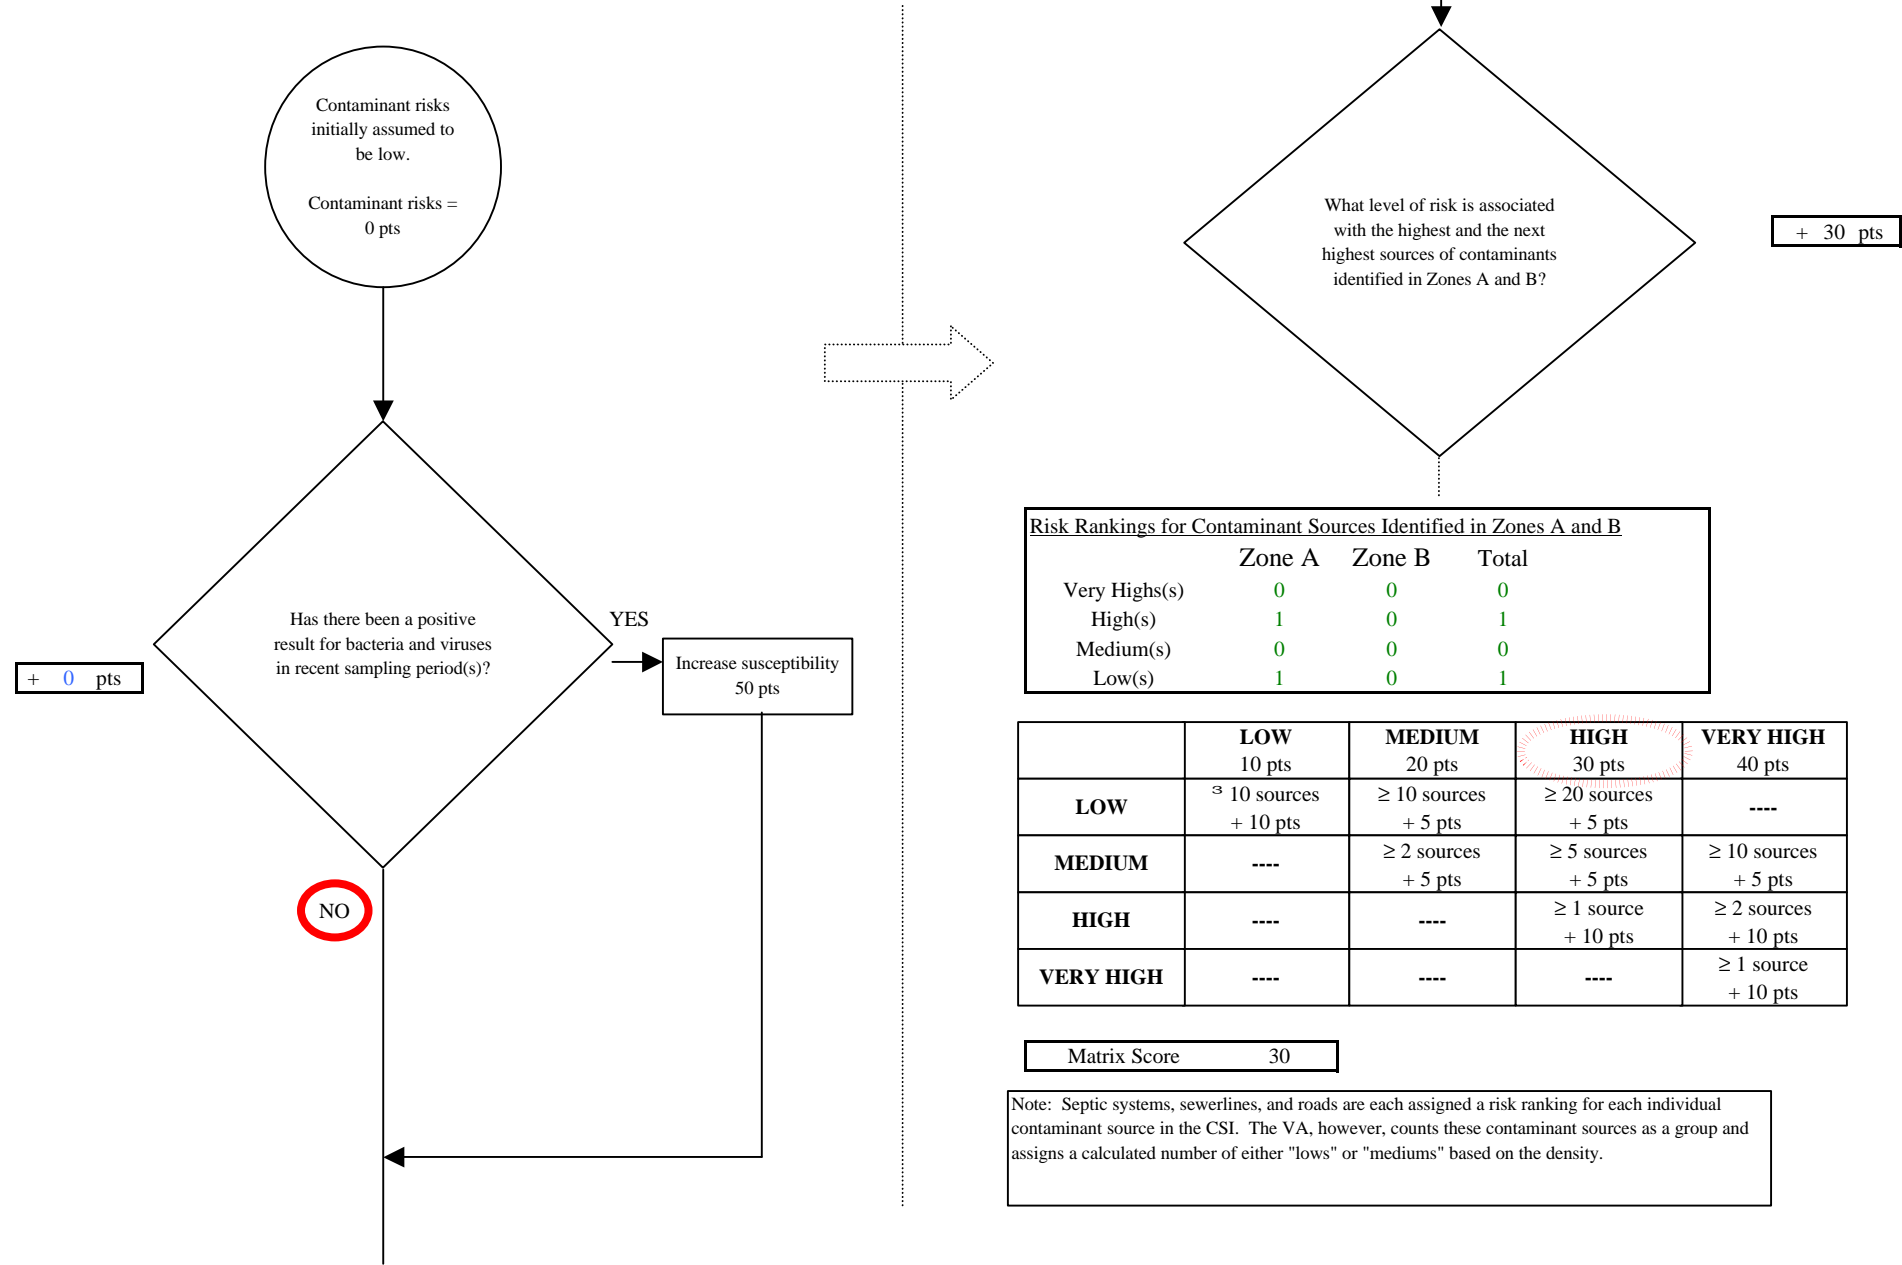 Contaminant risks
initially assumed to
be low.
Contaminant risks =
0 pts
Has there been a positive
result for bacteria and viruses
in recent sampling period(s)?
+ 0 pts
YES
Increase susceptibility
50 pts
NO
What level of risk is associated
with the highest and the next
highest sources of contaminants
identified in Zones A and B?
+ 30 pts
Risk Rankings for Contaminant Sources Identified in Zones A and B
Zone A Zone B Total
Very Highs(s) 0 0 0
High(s) 1 0 1
Medium(s) 0 0 0
Low(s) 1 0 1
LOW MEDIUM HIGH VERY HIGH
10 pts 20 pts 30 pts 40 pts
LOW ³ 10 sources + 10 pts ≥ 10 sources + 5 pts ≥ 20 sources + 5 pts ----
MEDIUM ---- ≥ 2 sources + 5 pts ≥ 5 sources + 5 pts ≥ 10 sources + 5 pts
HIGH ---- ---- ≥ 1 source + 10 pts ≥ 2 sources + 10 pts
VERY HIGH ---- ---- ---- ≥ 1 source + 10 pts
Matrix Score 30
Note: Septic systems, sewerlines, and roads are each assigned a risk ranking for each individual
contaminant source in the CSI. The VA, however, counts these contaminant sources as a group and
assigns a calculated number of either "lows" or "mediums" based on the density.